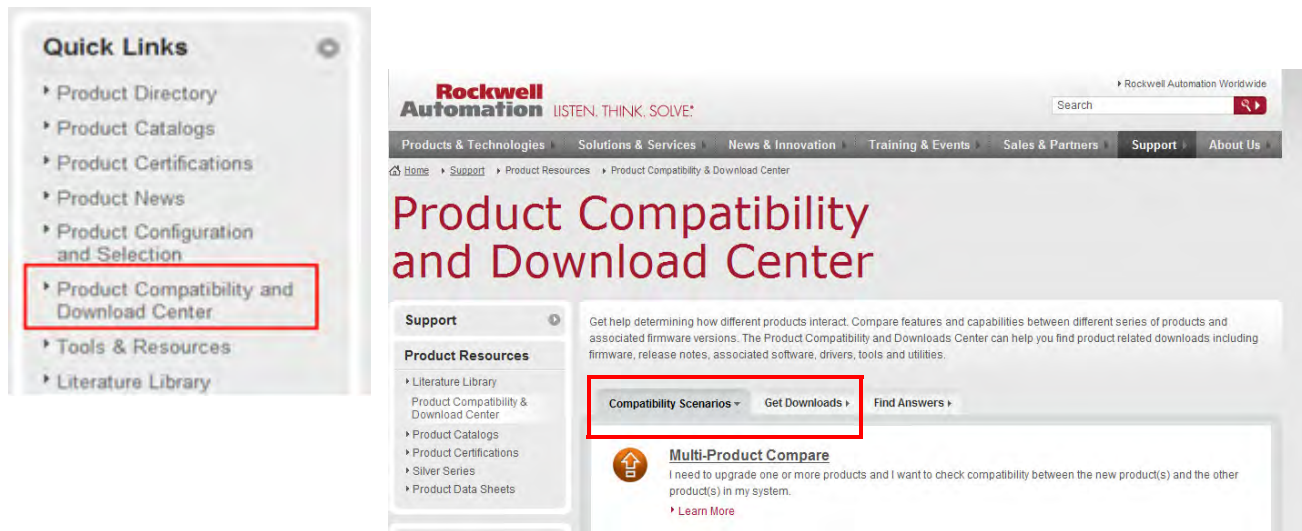 Quick Links
Product Directory
Product Catalogs
Product Certifications
Product News
Product Configuration
and Selection
Product Compatibility and
Download Center
Tools & Resources
Literature Library
Rockwell
Automation LISTEN. THINK. SOLVE.®
Rockwell Automation Worldwide
Search
Products & Technologies Solutions & Services News & Innovation Training & Events Sales & Partners Support About Us
Home Support Product Resources Product Compatibility & Download Center
Product Compatibility
and Download Center
Support
Product Resources
Literature Library
Product Compatibility &
Download Center
Product Catalogs
Product Certifications
Silver Series
Product Data Sheets
Get help determining how different products interact. Compare features and capabilities between different series of products and
associated firmware versions. The Product Compatibility and Downloads Center can help you find product related downloads including
firmware, release notes, associated software, drivers, tools and utilities.
Compatibility Scenarios Get Downloads Find Answers
Multi-Product Compare
I need to upgrade one or more products and I want to check compatibility between the new product(s) and the other
product(s) in my system.
Learn More